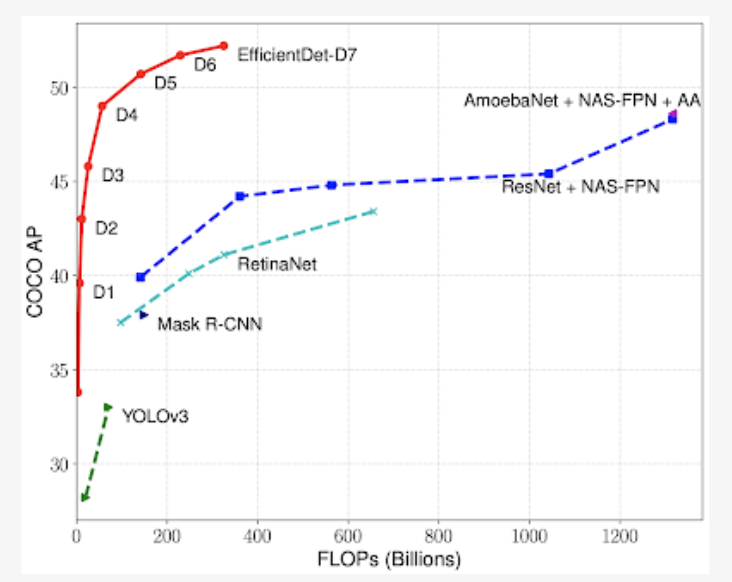 EfficientDet-D7
D6
D5
AmoebaNet + NAS-FPN + AA
D4
D3
ResNet + NAS-FPN
D2
RetinaNet
D1
Mask R-CNN
YOLOv3
COCO AP
50
45
40
35
30
0 200 400 600 800 1000 1200
FLOPs (Billions)